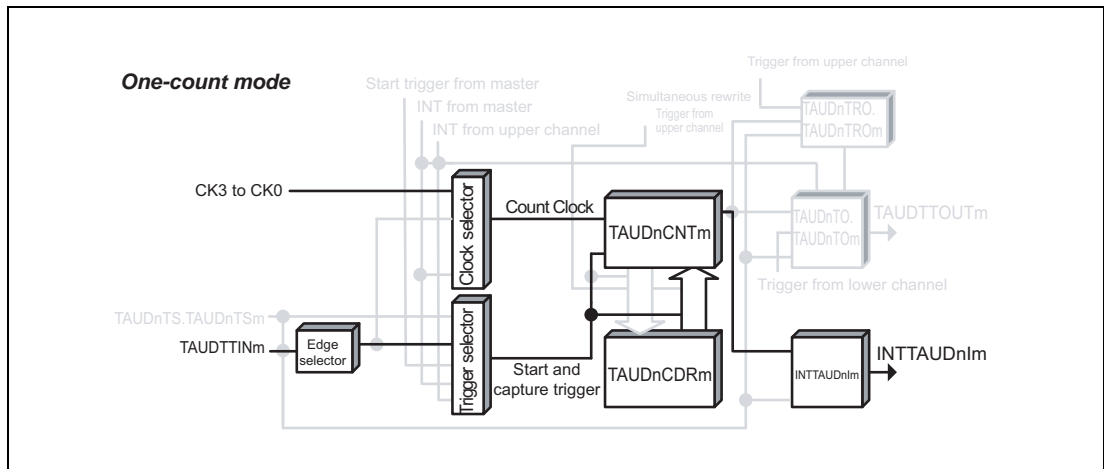 One-count mode
Start trigger from master
INT from master
INT from upper channel
Simultaneous rewrite
Trigger from
upper channel
Trigger from upper channel
TAUDnTRO.
TAUDnTROm
CK3 to CK0
Clock selector
Count Clock
TAUDnCNTm
TAUDnTO.
TAUDnTOm
TAUDTTOUTm
Trigger from lower channel
TAUDnTS.TAUDnTSm
TAUDTTINm
Edge
selector
Trigger selector
Start and
capture trigger
TAUDnCDRm
INTTAUDnIm
INTTAUDnIm